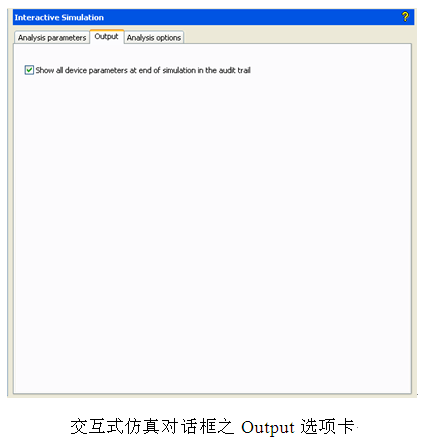 Interactive Simulation
Analysis parameters Output Analysis options
Show all device parameters at end of simulation in the audit trail
交互式仿真对话框之 Output 选项卡